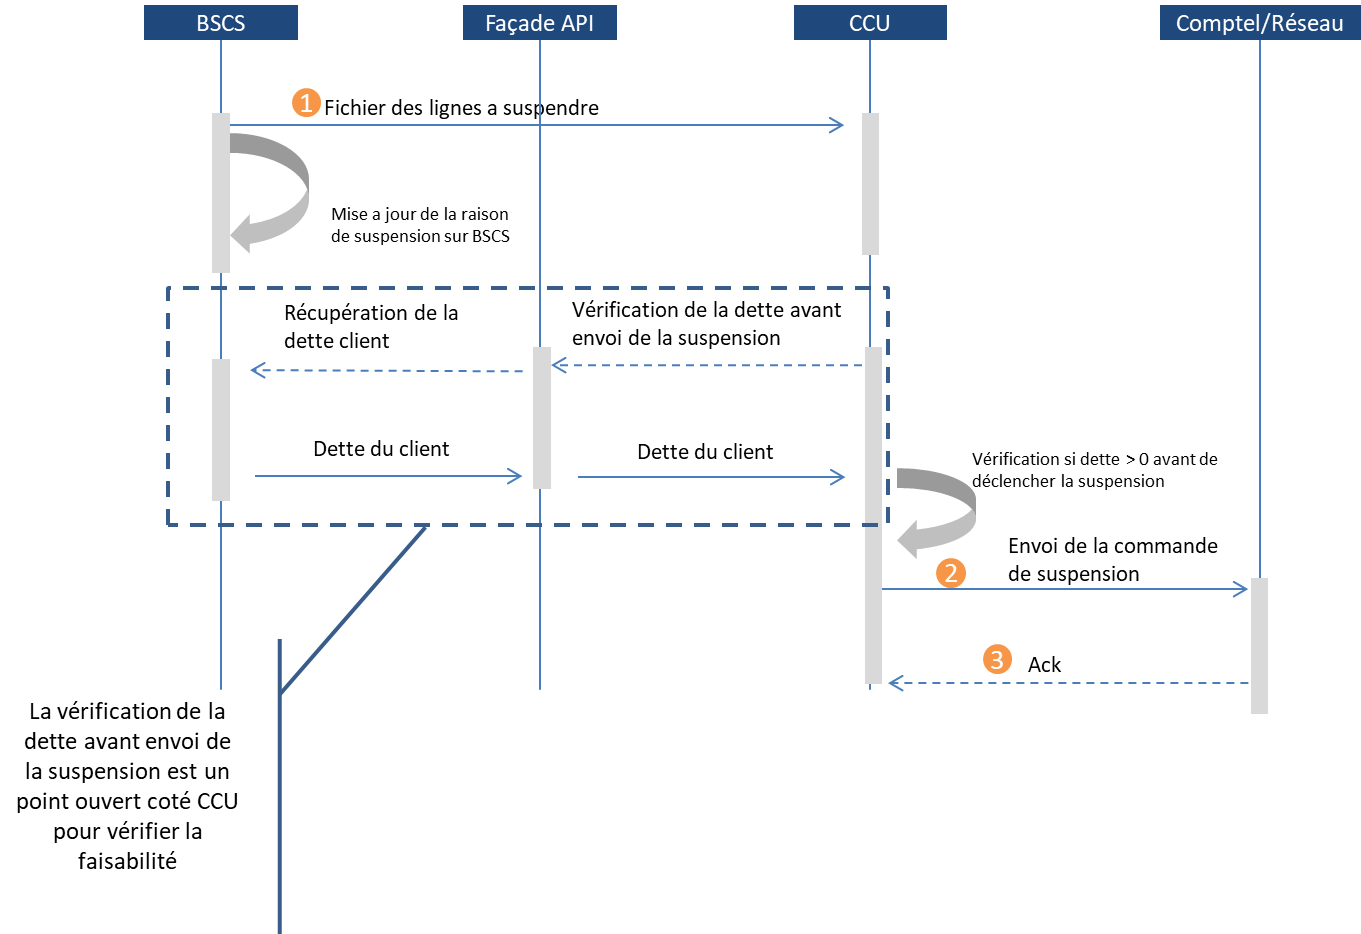 BSCS
Façade API
CCU
Comptel/Réseau
1
Fichier des lignes a suspendre
Mise a jour de la raison
de suspension sur BSCS
Récupération de la
dette client
Vérification de la dette avant
envoi de la suspension
Dette du client
Dette du client
Vérification si dette > 0 avant de
déclencher la suspension
Envoi de la commande
de suspension
2
3
Ack
La vérification de la
dette avant envoi de
la suspension est un
point ouvert coté CCU
pour vérifier la
faisabilité